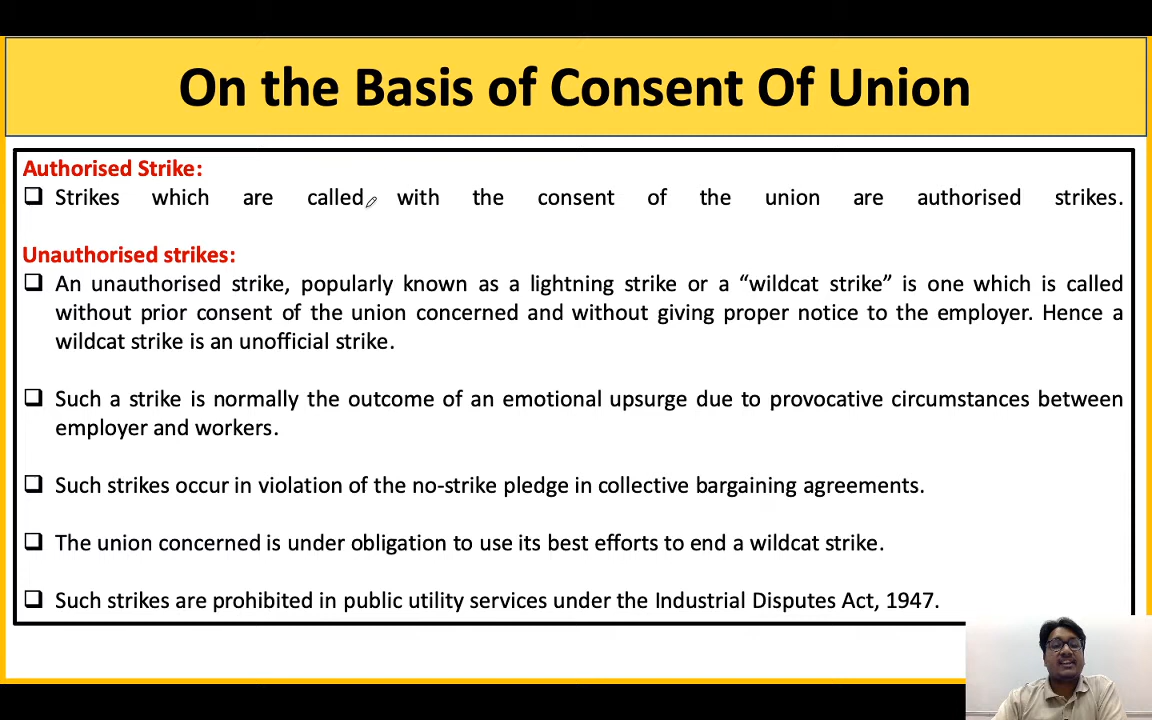 On the Basis of Consent Of Union
Authorised Strike:
Strikes which are called with the consent of the union are authorised strikes.
Unauthorised strikes:
An unauthorised strike, popularly known as a lightning strike or a “wildcat strike” is one which is called
without prior consent of the union concerned and without giving proper notice to the employer. Hence a
wildcat strike is an unofficial strike.
Such a strike is normally the outcome of an emotional upsurge due to provocative circumstances between
employer and workers.
Such strikes occur in violation of the no-strike pledge in collective bargaining agreements.
The union concerned is under obligation to use its best efforts to end a wildcat strike.
Such strikes are prohibited in public utility services under the Industrial Disputes Act, 1947.